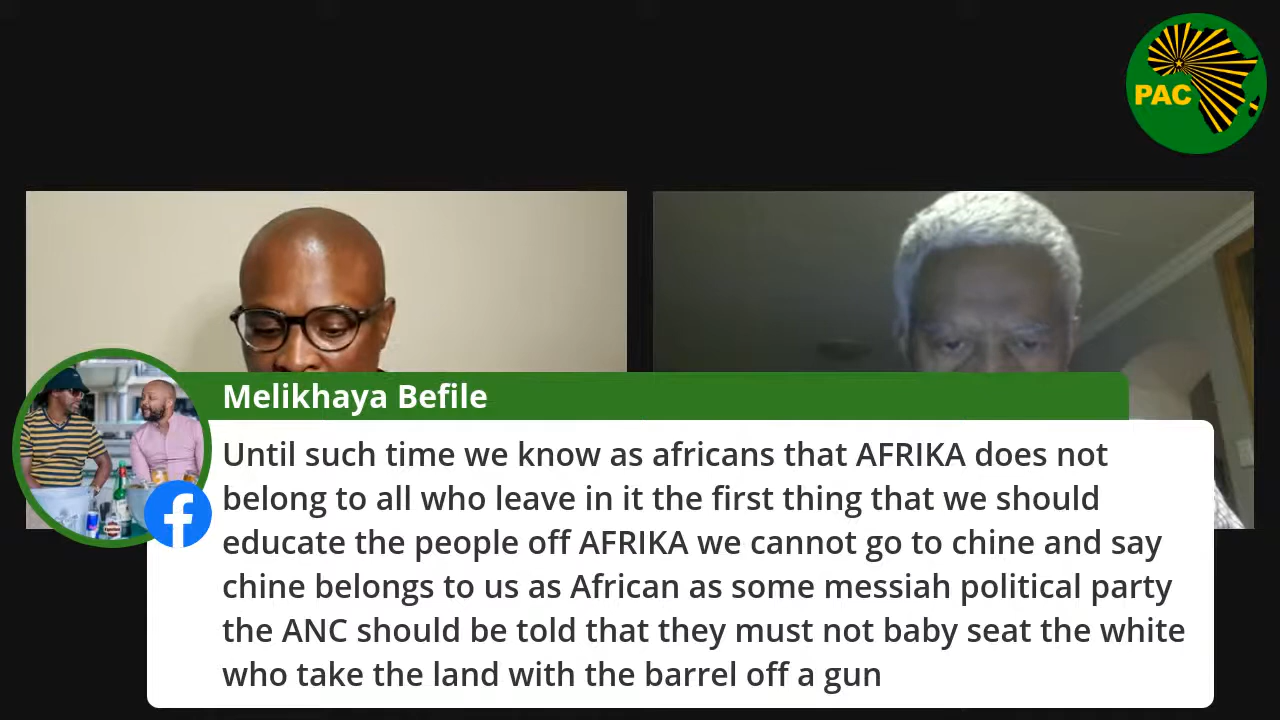 PAC
Melikhaya Befile
Until such time we know as africans that AFRIKA does not
belong to all who leave in it the first thing that we should
educate the people off AFRIKA we cannot go to chine and say
chine belongs to us as African as some messiah political party
the ANC should be told that they must not baby seat the white
who take the land with the barrel off a gun